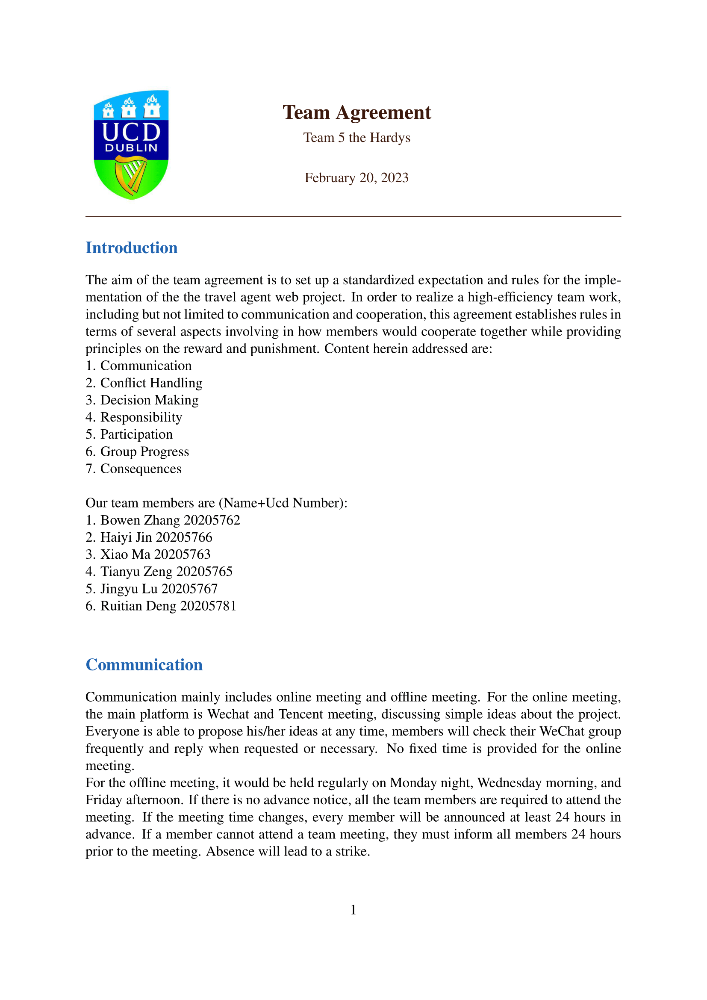 UCD
DUBLIN
Team Agreement
Team 5 the Hardys
February 20, 2023
Introduction
The aim of the team agreement is to set up a standardized expectation and rules for the imple-
mentation of the the travel agent web project. In order to realize a high-efficiency team work,
including but not limited to communication and cooperation, this agreement establishes rules in
terms of several aspects involving in how members would cooperate together while providing
principles on the reward and punishment. Content herein addressed are:
1. Communication
2. Conflict Handling
3. Decision Making
4. Responsibility
5. Participation
6. Group Progress
7. Consequences
Our team members are (Name+Ucd Number):
1. Bowen Zhang 20205762
2. Haiyi Jin 20205766
3. Xiao Ma 20205763
4. Tianyu Zeng 20205765
5. Jingyu Lu 20205767
6. Ruitian Deng 20205781
Communication
Communication mainly includes online meeting and offline meeting. For the online meeting,
the main platform is Wechat and Tencent meeting, discussing simple ideas about the project.
Everyone is able to propose his/her ideas at any time, members will check their WeChat group
frequently and reply when requested or necessary. No fixed time is provided for the online
meeting.
For the offline meeting, it would be held regularly on Monday night, Wednesday morning, and
Friday afternoon. If there is no advance notice, all the team members are required to attend the
meeting. If the meeting time changes, every member will be announced at least 24 hours in
advance. If a member cannot attend a team meeting, they must inform all members 24 hours
prior to the meeting. Absence will lead to a strike.
1